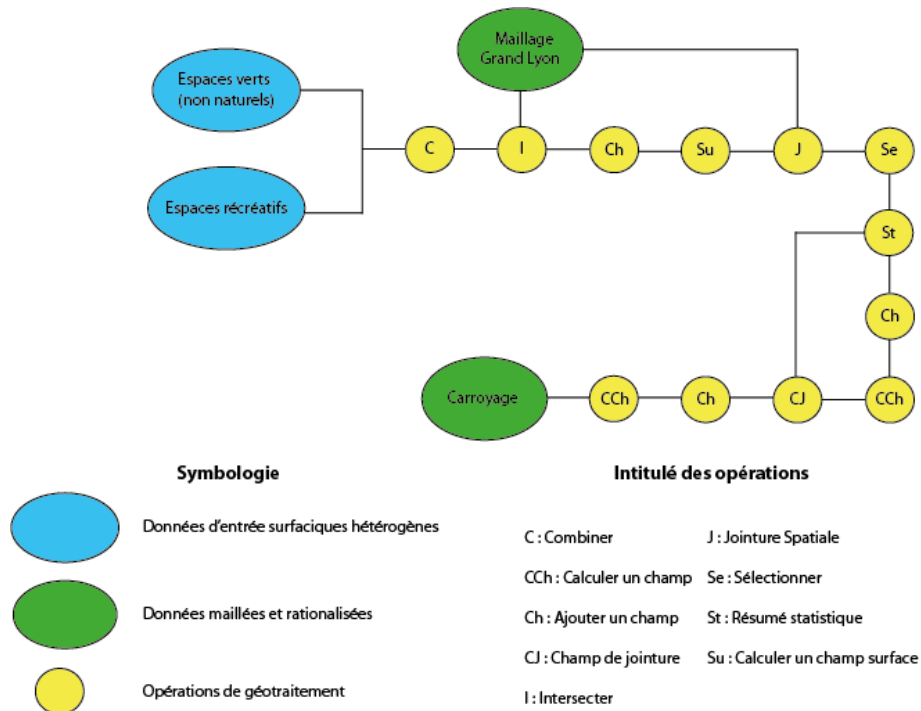 Maillage
Grand Lyon
Espaces verts
(non naturels)
C
I
Ch
Su
J
Se
Espaces récréatifs
St
Ch
Carroyage
CCh
Ch
CJ
CCh
Symbologie
Données d'entrée surfaciques hétérogènes
Données maillées et rationalisées
Opérations de géotraitement
Intitulé des opérations
C : Combiner
J : Jointure Spatiale
CCh : Calculer un champ
Se : Sélectionner
Ch : Ajouter un champ
St : Résumé statistique
CJ : Champ de jointure
Su : Calculer un champ surface
I : Intersecter